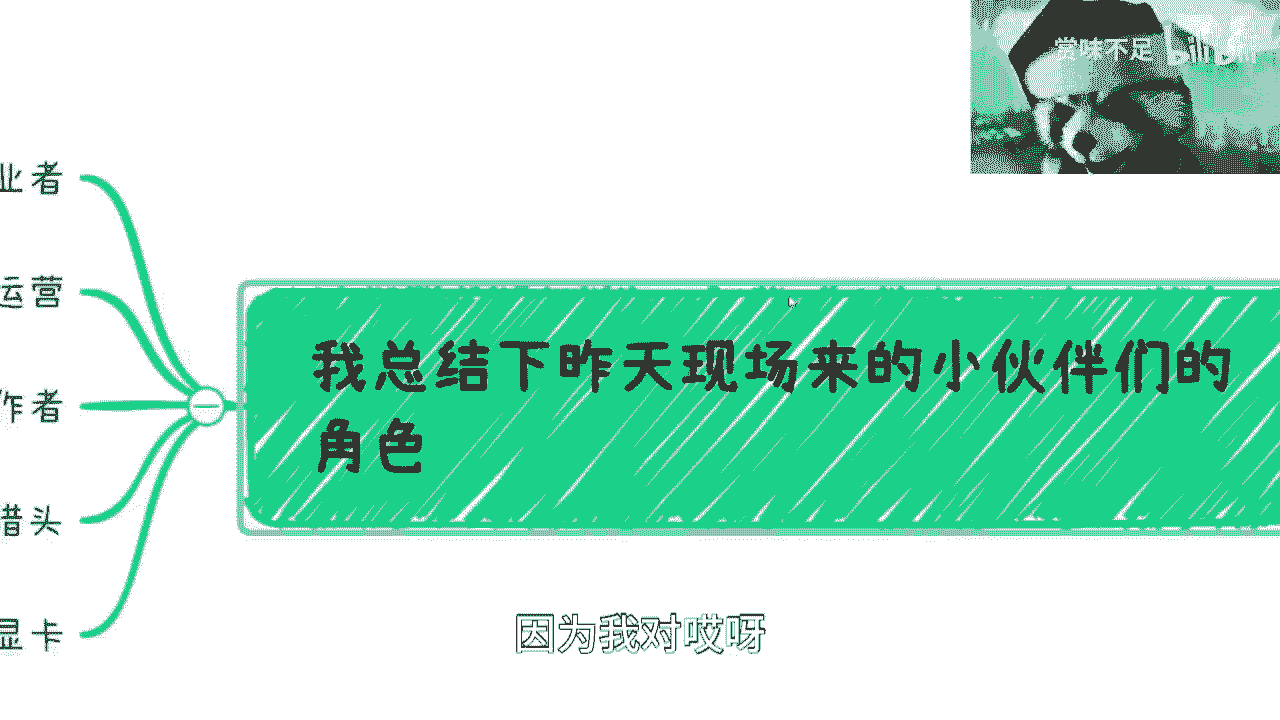 赏味不足 bilibili
业者
运营
我总结下昨天现场来的小伙伴们的
角色
作者
猎头
显卡
因为我对哎呀